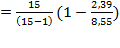 = 15/(15−1) (1 − 2,39/8,55)